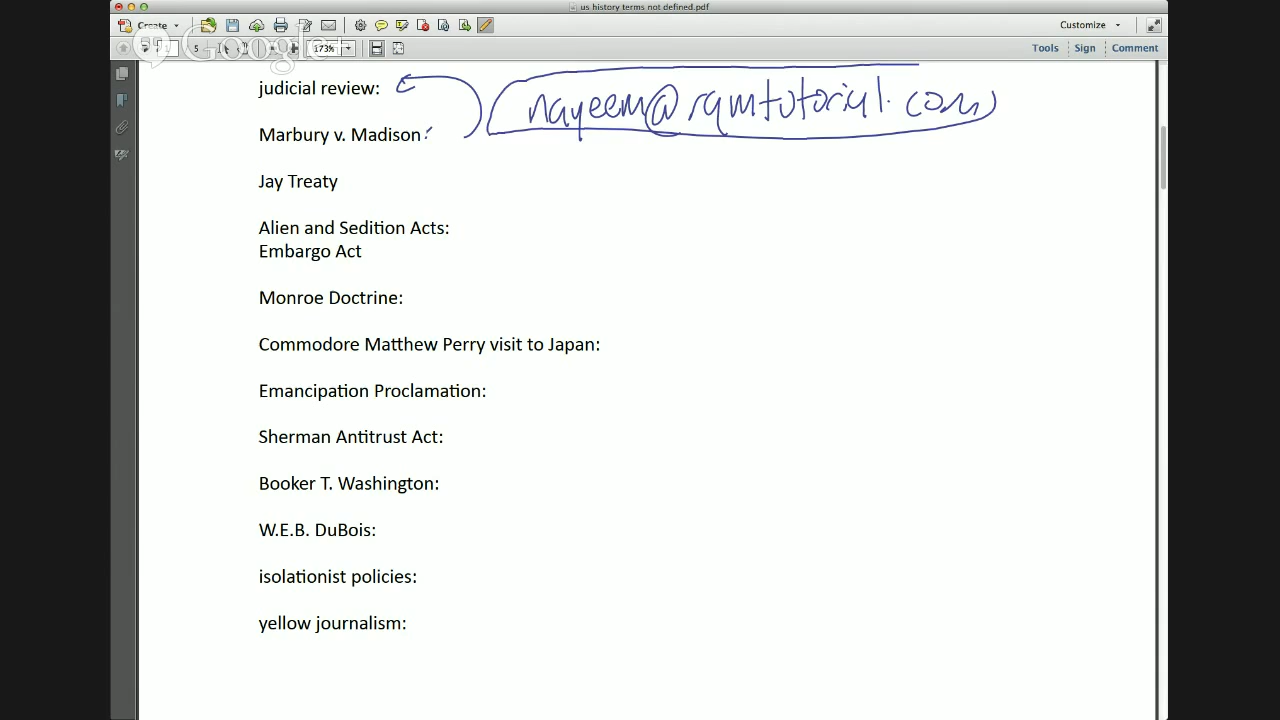 us history terms not defined.pdf
Create
Customize
Google+
5
173%
Tools Sign Comment
judicial review:
nayeem@rqmtutorial.com
Marbury v. Madison:
Jay Treaty
Alien and Sedition Acts:
Embargo Act
Monroe Doctrine:
Commodore Matthew Perry visit to Japan:
Emancipation Proclamation:
Sherman Antitrust Act:
Booker T. Washington:
W.E.B. DuBois:
isolationist policies:
yellow journalism: